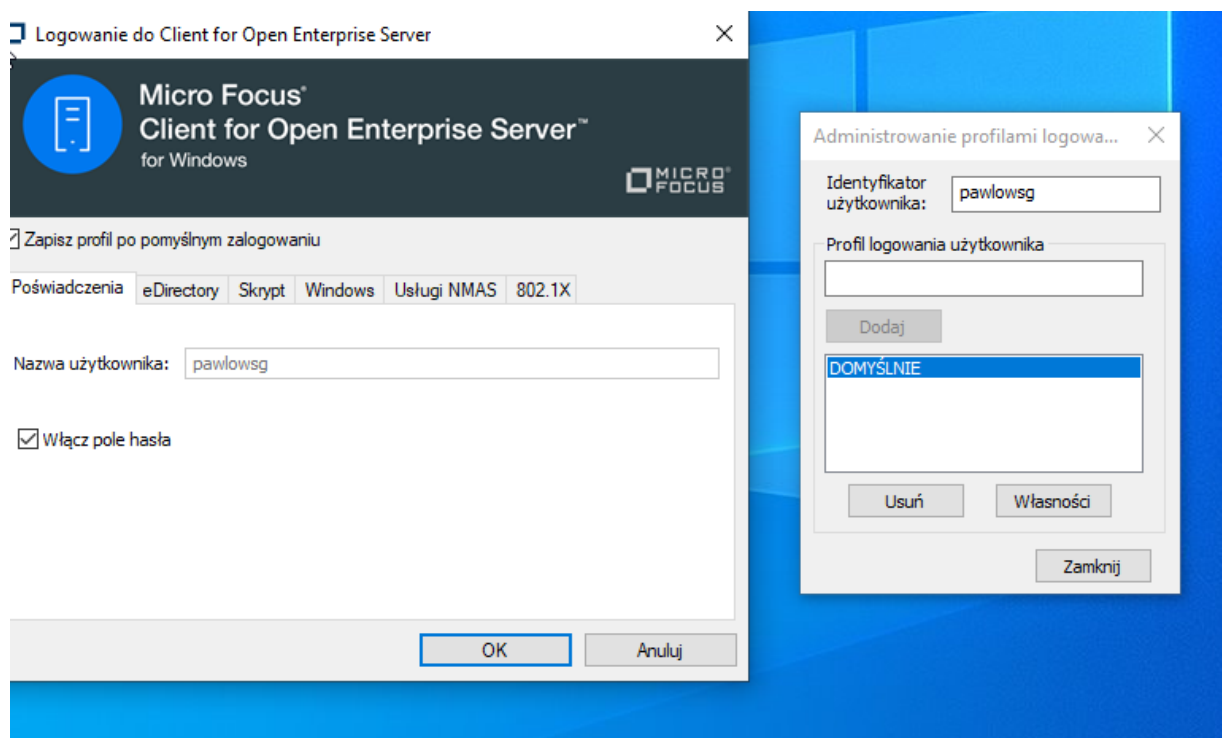 Logowanie do Client for Open Enterprise Server
Micro Focus®
Client for Open Enterprise Server™
for Windows
MICRO®
FOCUS
Zapisz profil po pomyślnym zalogowaniu
Poświadczenia eDirectory Skrypt Windows Usługi NMAS 802.1X
Nazwa użytkownika: pawlowsg
Włącz pole hasła
OK Anuluj
Administrowanie profilami logowa...
Identyfikator
użytkownika: pawlowsg
Profil logowania użytkownika
Dodaj
DOMYŚLNIE
Usuń Własności
Zamknij